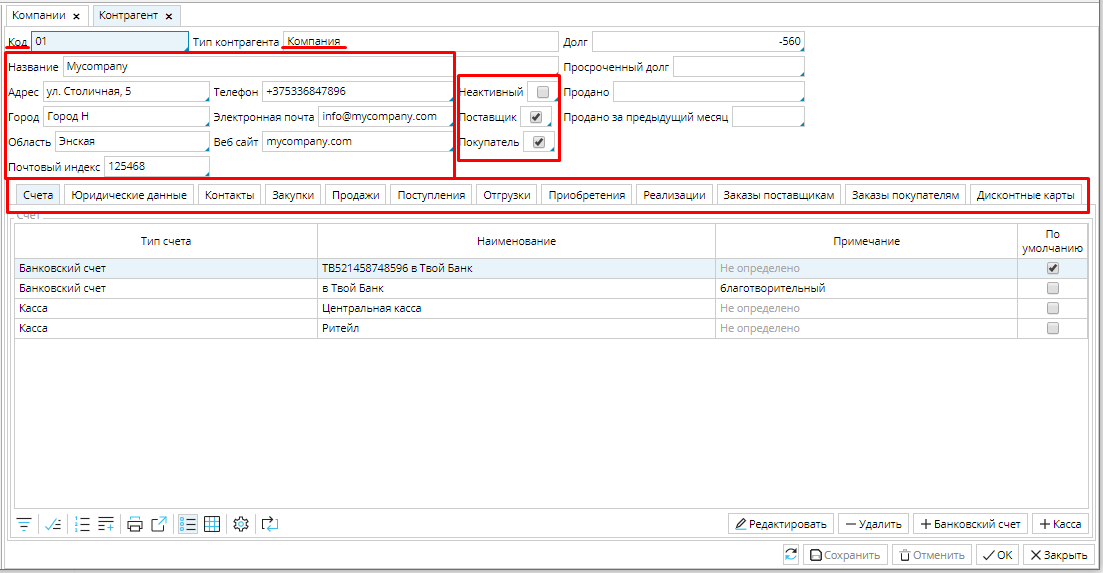 Компании x Контрагент x
Код 01 Тип контрагента Компания Долг -560
Название Mycompany Просроченный долг
Адрес ул. Столичная, 5 Телефон +375336847896 Неактивный Продано
Город Город Н Электронная почта info@mycompany.com Поставщик Продано за предыдущий месяц
Область Энская Веб сайт mycompany.com Покупатель
Почтовый индекс 125468
Счета Юридические данные Контакты Закупки Продажи Поступления Отгрузки Приобретения Реализации Заказы поставщикам Заказы покупателям Дисконтные карты
Счет
Тип счета Наименование Примечание По умолчанию
Банковский счет ТВ521458748596 в Твой Банк Не определено
Банковский счет в Твой Банк благотворительный
Касса Центральная касса Не определено
Касса Ритейл Не определено
Редактировать Удалить Банковский счет Касса
Сохранить Отменить OK Закрыть